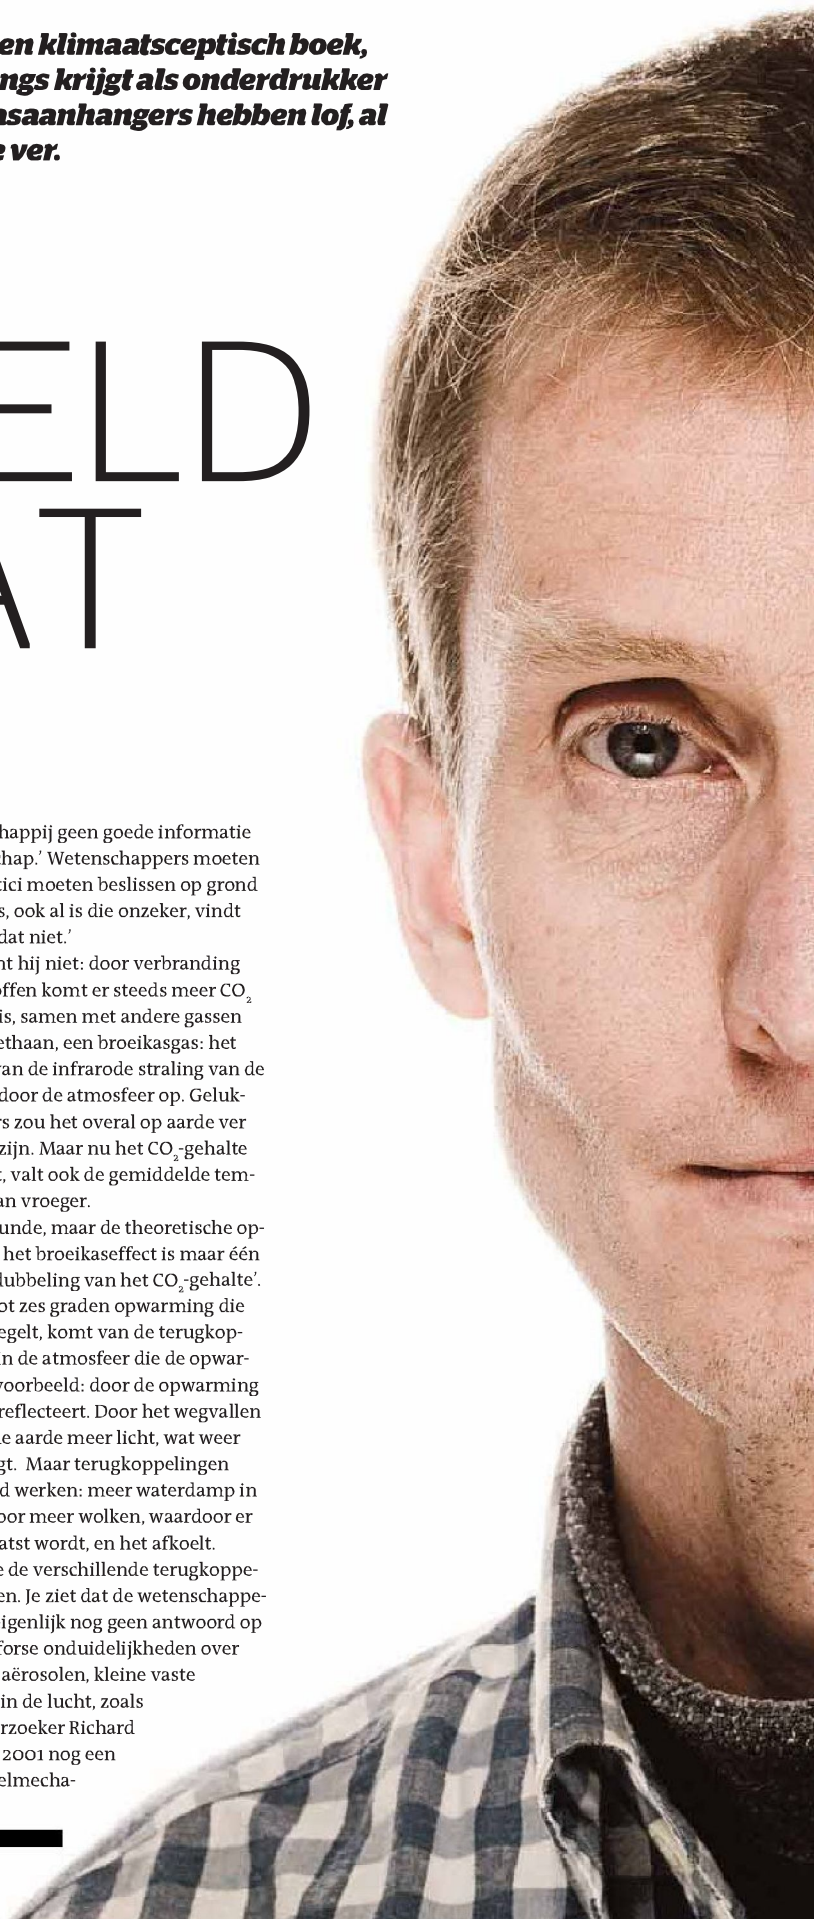 en klimaatsceptisch boek,
ngs krijgt als onderdrukker
saanhangers hebben lof, al
ver.
ELD
AT
happij geen goede informatie
hap.’ Wetenschappers moeten
tici moeten beslissen op grond
s, ook al is die onzeker, vindt
dat niet.’
nt hij niet: door verbranding
offen komt er steeds meer CO₂
is, samen met andere gassen
ethaan, een broeikasgas: het
van de infrarode straling van de
door de atmosfeer op. Geluk-
rs zou het overal op aarde ver
zijn. Maar nu het CO₂-gehalte
t, valt ook de gemiddelde tem-
an vroeger.
unde, maar de theoretische op-
het broeikaseffect is maar één
lubbeling van het CO₂-gehalte’.
ot zes graden opwarming die
egelt, komt van de terugkop-
in de atmosfeer die de opwar-
voorbeeld: door de opwarming
reflecteert. Door het wegvallen
e aarde meer licht, wat weer
gt. Maar terugkoppelingen
d werken: meer waterdamp in
oor meer wolken, waardoor er
atst wordt, en het afkoelt.
e de verschillende terugkoppe-
en. Je ziet dat de wetenschappe-
eigenlijk nog geen antwoord op
forse onduidelijkheden over
aërosolen, kleine vaste
in de lucht, zoals
rzoeker Richard
2001 nog een
elmecha-